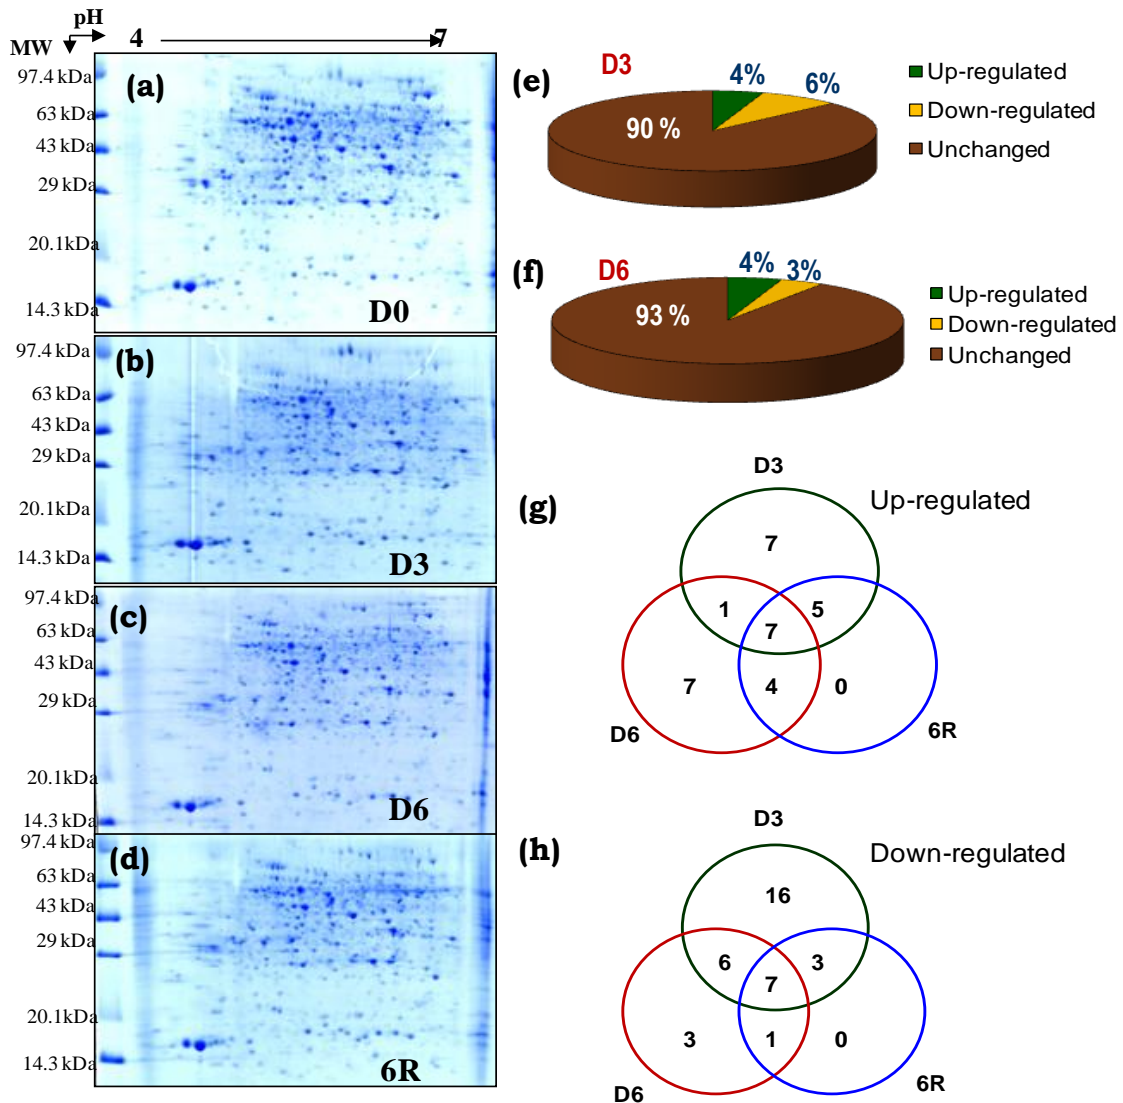 pH
MW
4
7
(a)
97.4 kDa
63 kDa
43 kDa
29 kDa
20.1kDa
14.3 kDa
D0
(b)
97.4 kDa
63 kDa
43 kDa
29 kDa
20.1kDa
14.3 kDa
D3
(c)
97.4 kDa
63 kDa
43 kDa
29 kDa
20.1kDa
14.3 kDa
D6
(d)
97.4 kDa
63 kDa
43 kDa
29 kDa
20.1kDa
14.3 kDa
6R
(e)
D3
4%
6%
90 %
Up-regulated
Down-regulated
Unchanged
(f)
D6
4%
3%
93 %
Up-regulated
Down-regulated
Unchanged
(g)
D3
Up-regulated
7
1
5
7
7
4
0
D6
6R
(h)
D3
Down-regulated
16
6
3
7
3
1
0
D6
6R